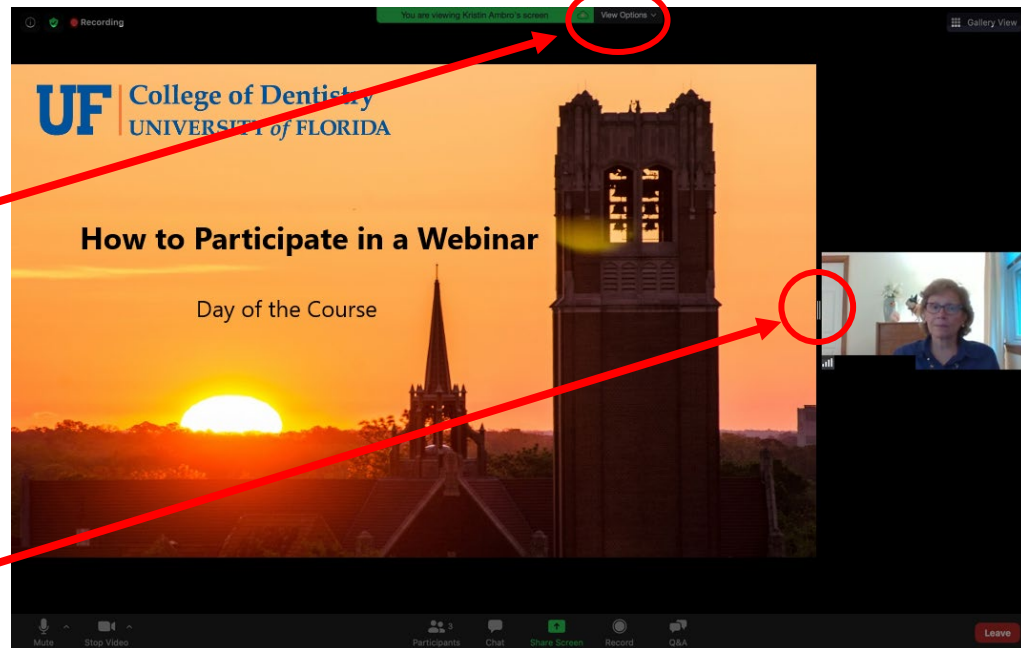 Recording
You are viewing Kristin Ambro's screen
View Options
Gallery View
UF College of Dentistry
UNIVERSITY of FLORIDA
How to Participate in a Webinar
Day of the Course
Mute
Stop Video
Participants
3
Chat
Share Screen
Record
Q&A
Leave